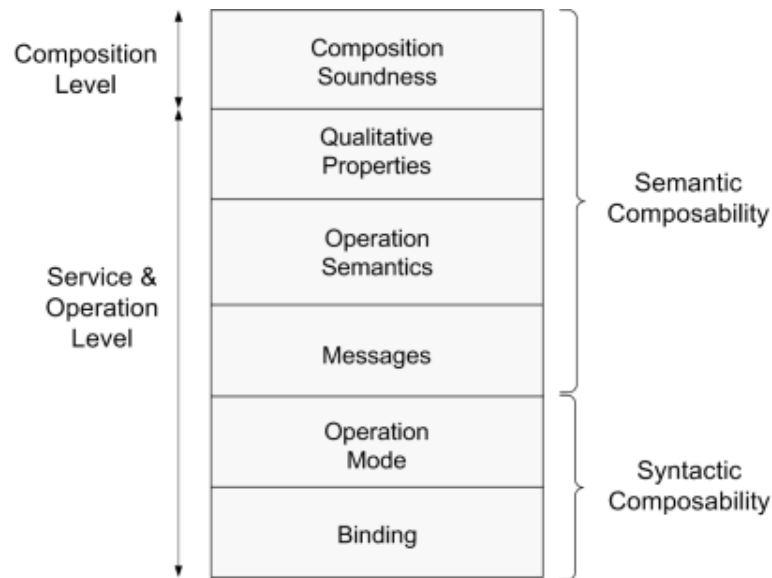 Composition
Level
Composition
Soundness
Qualitative
Properties
Semantic
Composability
Service &
Operation
Level
Operation
Semantics
Messages
Operation
Mode
Syntactic
Composability
Binding